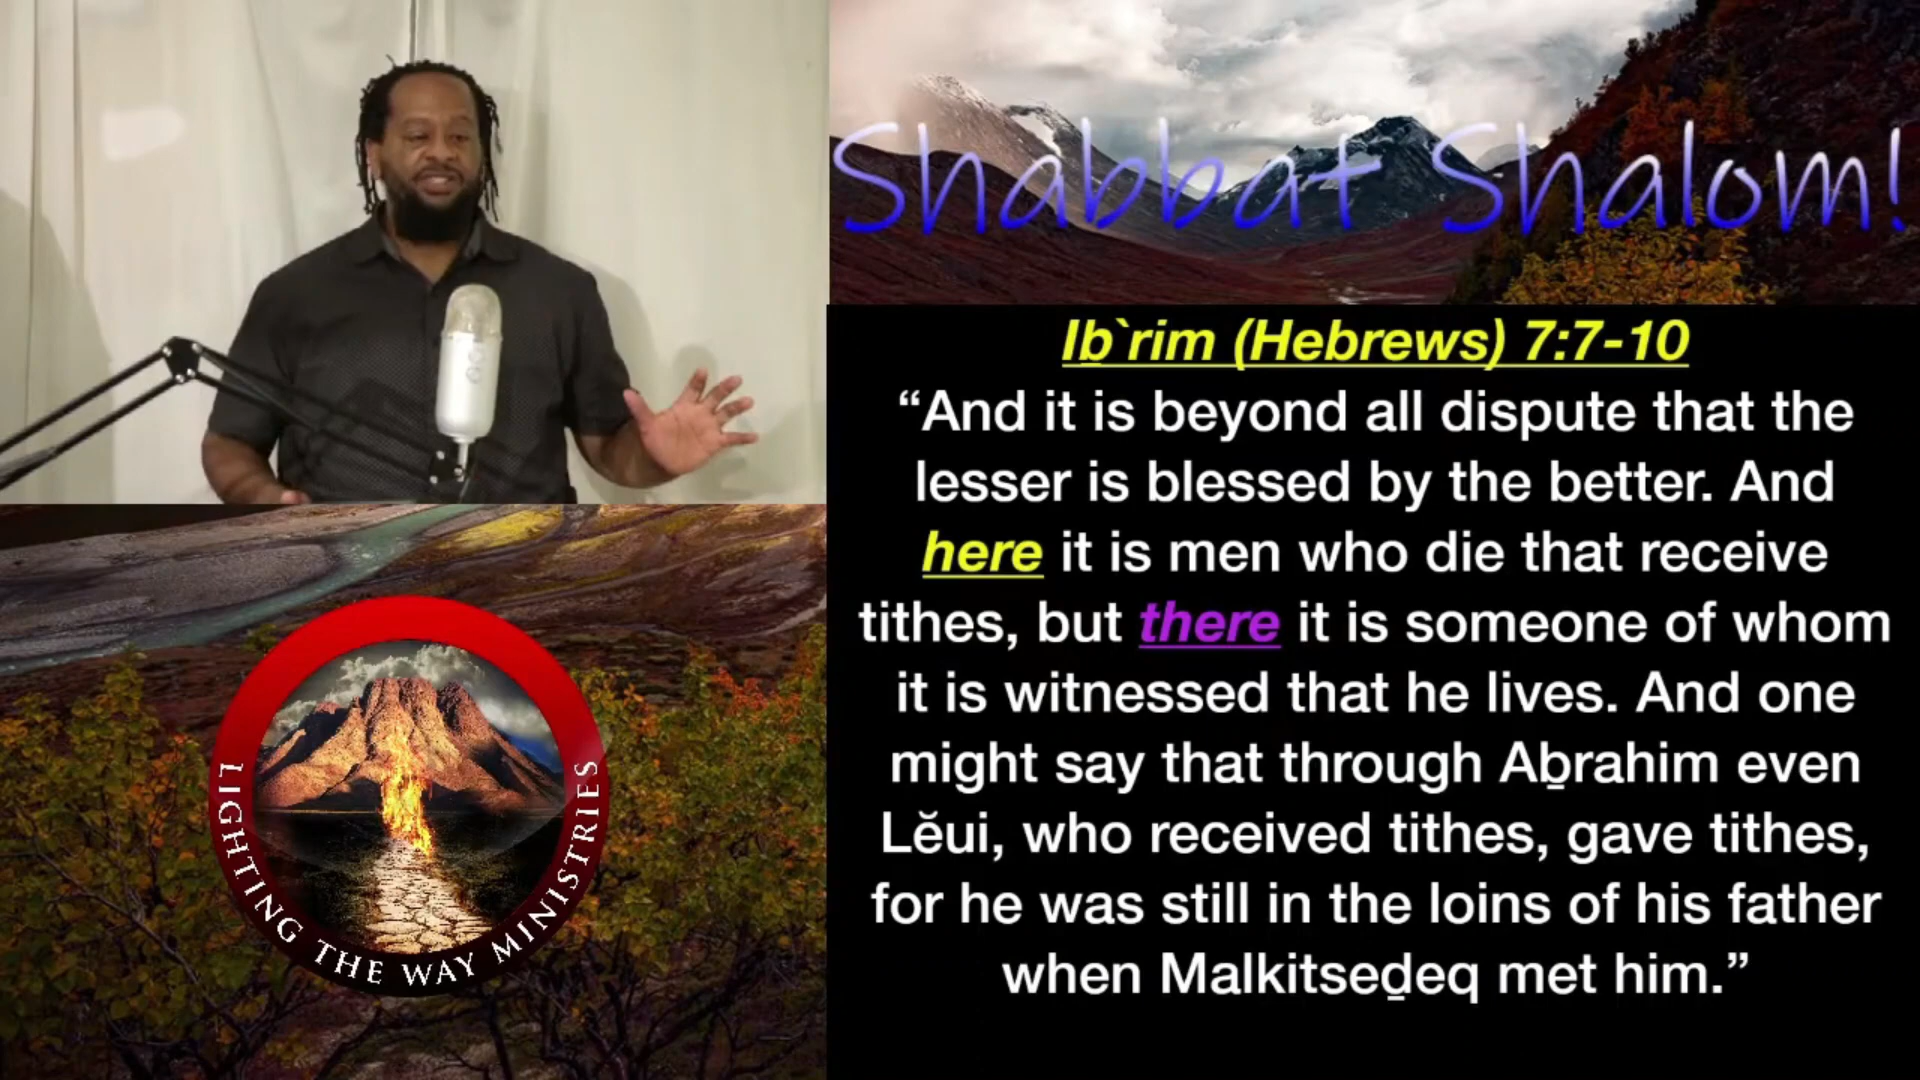 Shabbat Shalom!
Iḇ`rim (Hebrews) 7:7-10
“And it is beyond all dispute that the
lesser is blessed by the better. And
here it is men who die that receive
tithes, but there it is someone of whom
it is witnessed that he lives. And one
might say that through Aḇrahim even
Lĕui, who received tithes, gave tithes,
for he was still in the loins of his father
when Malkitseḏeq met him.”
LIGHTING THE WAY MINISTRIES